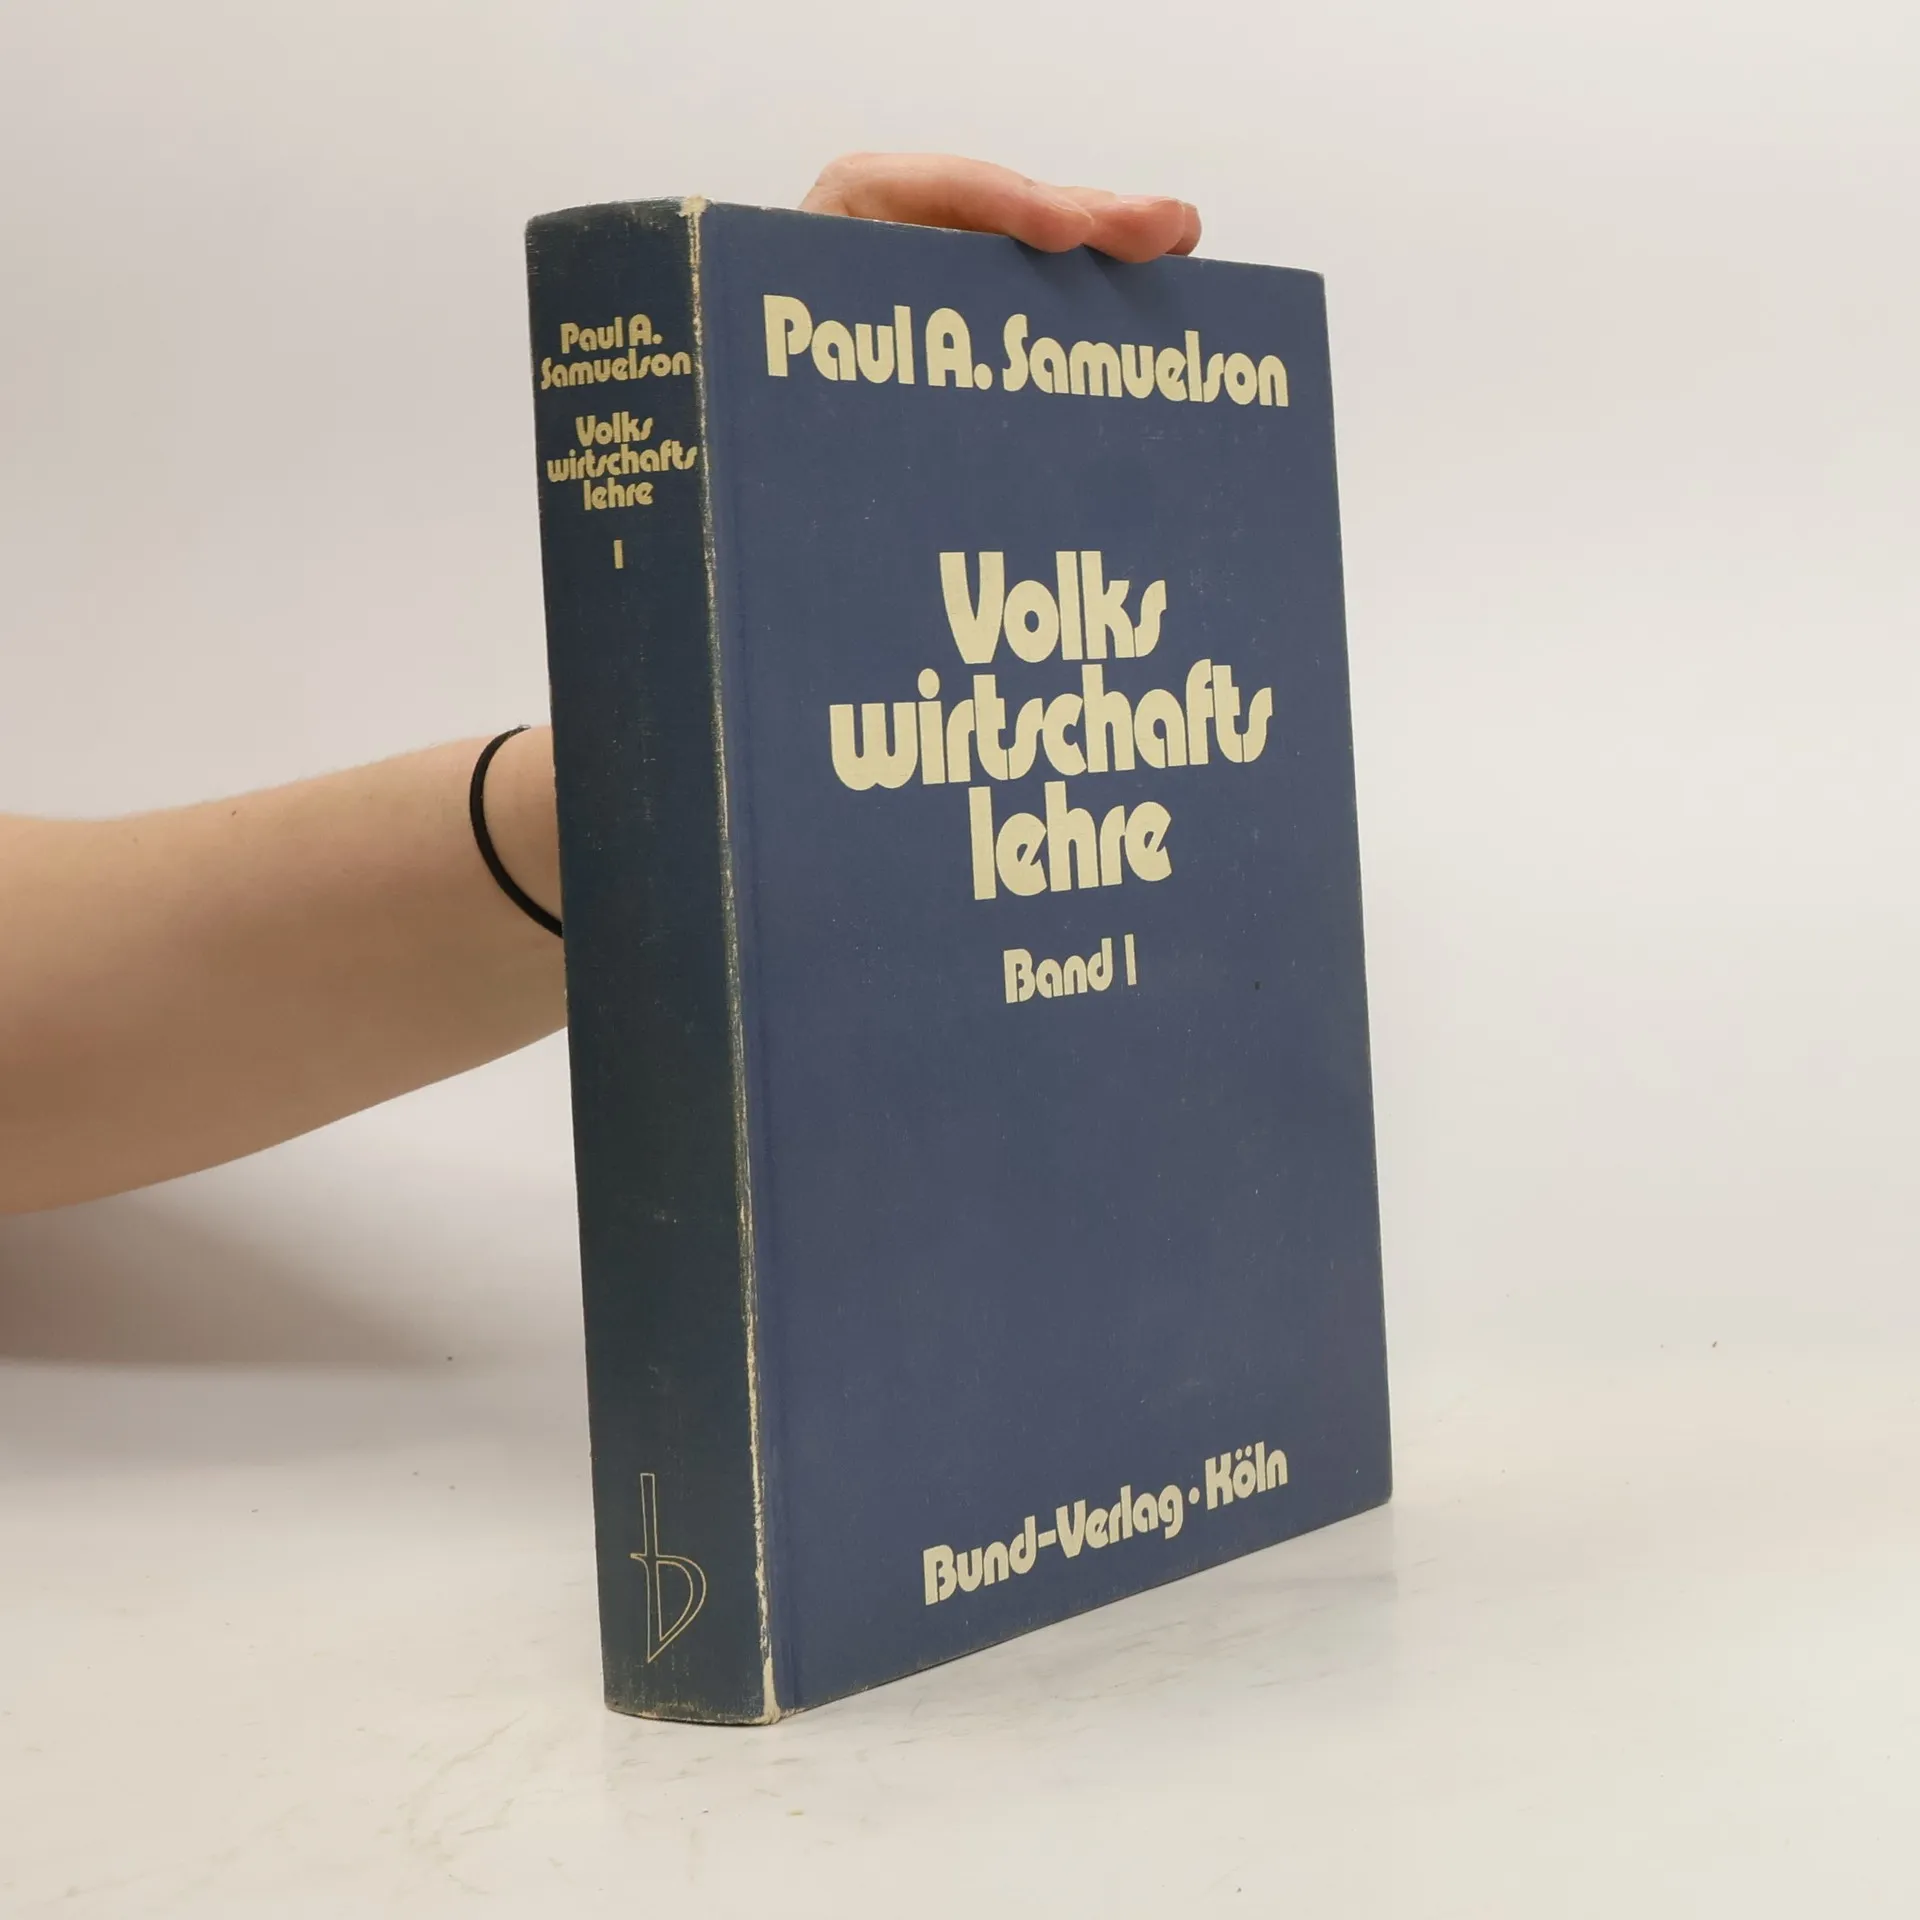 Paul A.
Samuelson
Volks
wirtschafts
lehre
I
Paul A. Samuelson
Volks
wirtschafts
lehre
Band I
Bund-Verlag • Köln
b